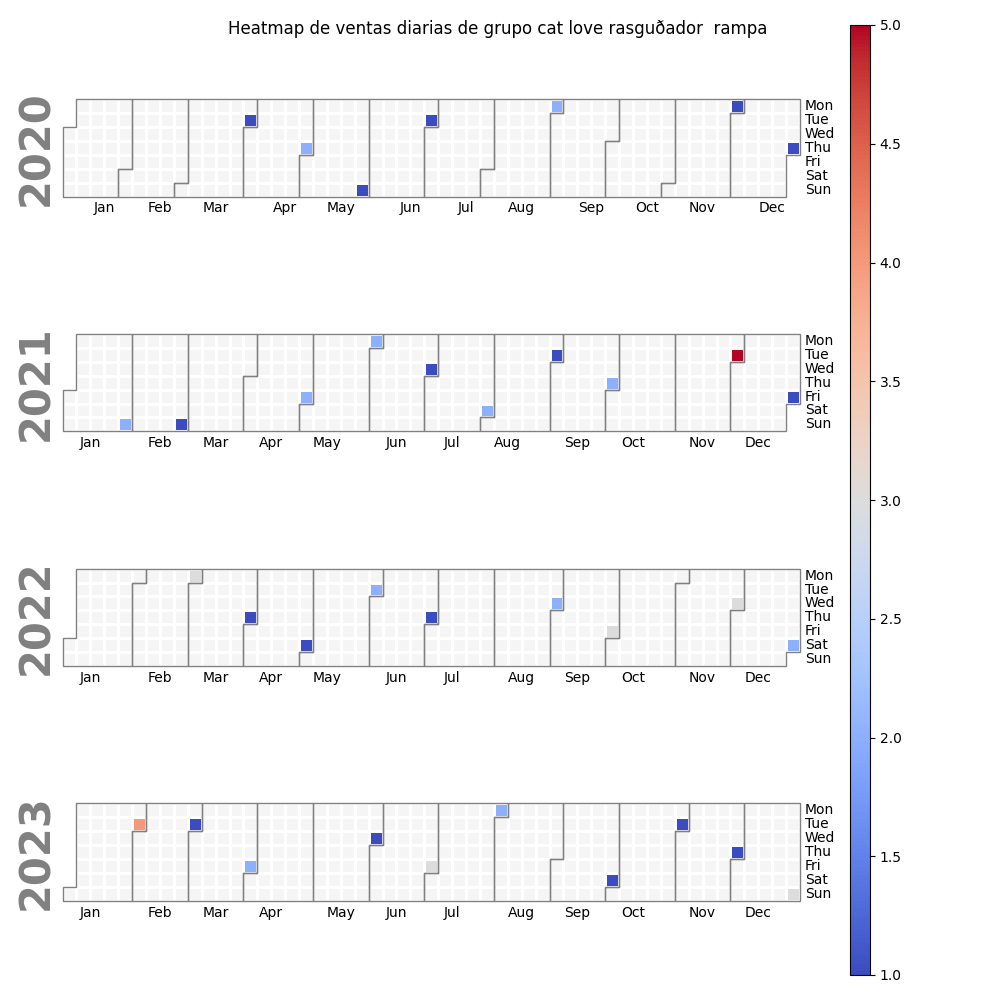 Heatmap de ventas diarias de grupo cat love rasguðador  rampa
5.0
4.5
4.0
3.5
3.0
2.5
2.0
1.5
1.0
2020
Mon
Tue
Wed
Thu
Fri
Sat
Sun
Jan Feb Mar Apr May Jun Jul Aug Sep Oct Nov Dec
2021
Mon
Tue
Wed
Thu
Fri
Sat
Sun
Jan Feb Mar Apr May Jun Jul Aug Sep Oct Nov Dec
2022
Mon
Tue
Wed
Thu
Fri
Sat
Sun
Jan Feb Mar Apr May Jun Jul Aug Sep Oct Nov Dec
2023
Mon
Tue
Wed
Thu
Fri
Sat
Sun
Jan Feb Mar Apr May Jun Jul Aug Sep Oct Nov Dec